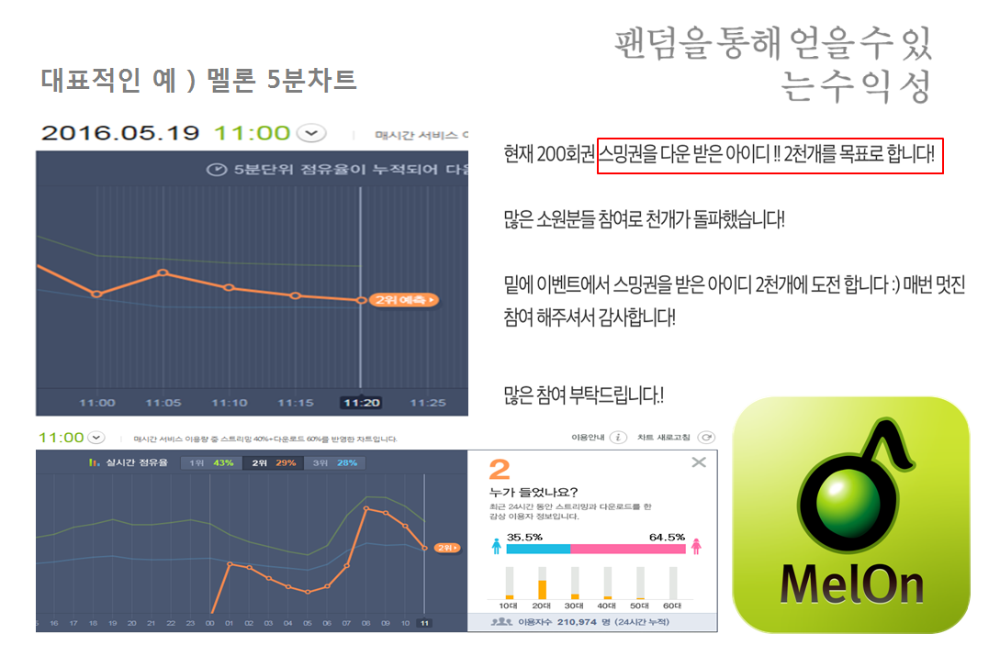 팬덤을통해얻을수있
는수익성
대표적인 예 ) 멜론 5분차트
2016.05.19 11:00
매시간 서비스 이
5분단위 점유율이 누적되어 다음
2위 예측
11:00 11:05 11:10 11:15 11:20 11:25
현재 200회권 스밍권을 다운 받은 아이디 !! 2천개를 목표로 합니다!
많은 소원분들 참여로 천개가 돌파했습니다!
밑에 이벤트에서 스밍권을 받은 아이디 2천개에 도전 합니다 :) 매번 멋진
참여 해주셔서 감사합니다!
많은 참여 부탁드립니다.!
11:00 매시간 서비스 이용량 중 스트리밍 40%+다운로드 60%를 반영한 차트입니다.
이용안내 i 차트 새로고침
실시간 점유율 1위 43% 2위 29% 3위 28%
2위
16 17 18 19 20 21 22 23 00 01 02 03 04 05 06 07 08 09 10 11
2
누가 들었나요?
최근 24시간 동안 스트리밍과 다운로드를 한
감상 이용자 정보입니다.
35.5% 64.5%
10대 20대 30대 40대 50대 60대
이용자수 210,974 명 (24시간 누적)
MelOn